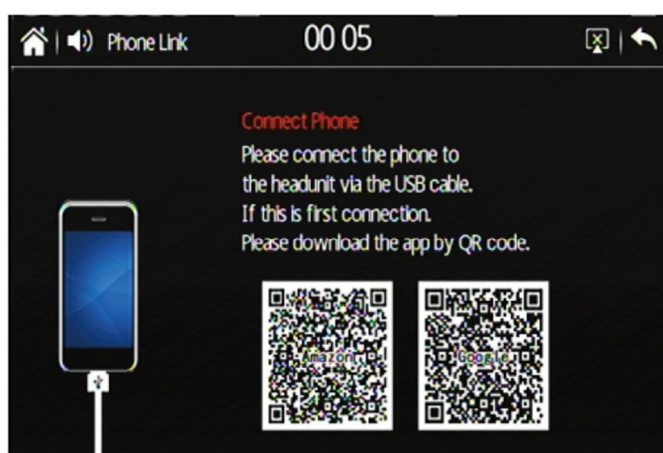 Phone Link
00 05
Connect Phone
Please connect the phone to
the headunit via the USB cable.
If this is first connection.
Please download the app by QR code.
Amazon
Google